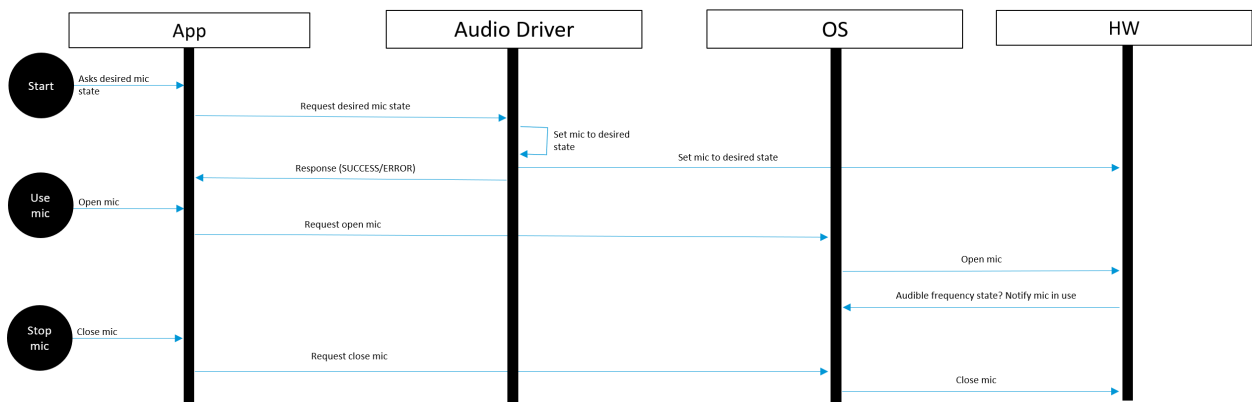 App
Audio Driver
OS
HW
Start
Asks desired mic
state
Request desired mic state
Set mic to desired
state
Set mic to desired state
Response (SUCCESS/ERROR)
Use
mic
Open mic
Request open mic
Open mic
Audible frequency state? Notify mic in use
Stop
mic
Close mic
Request close mic
Close mic